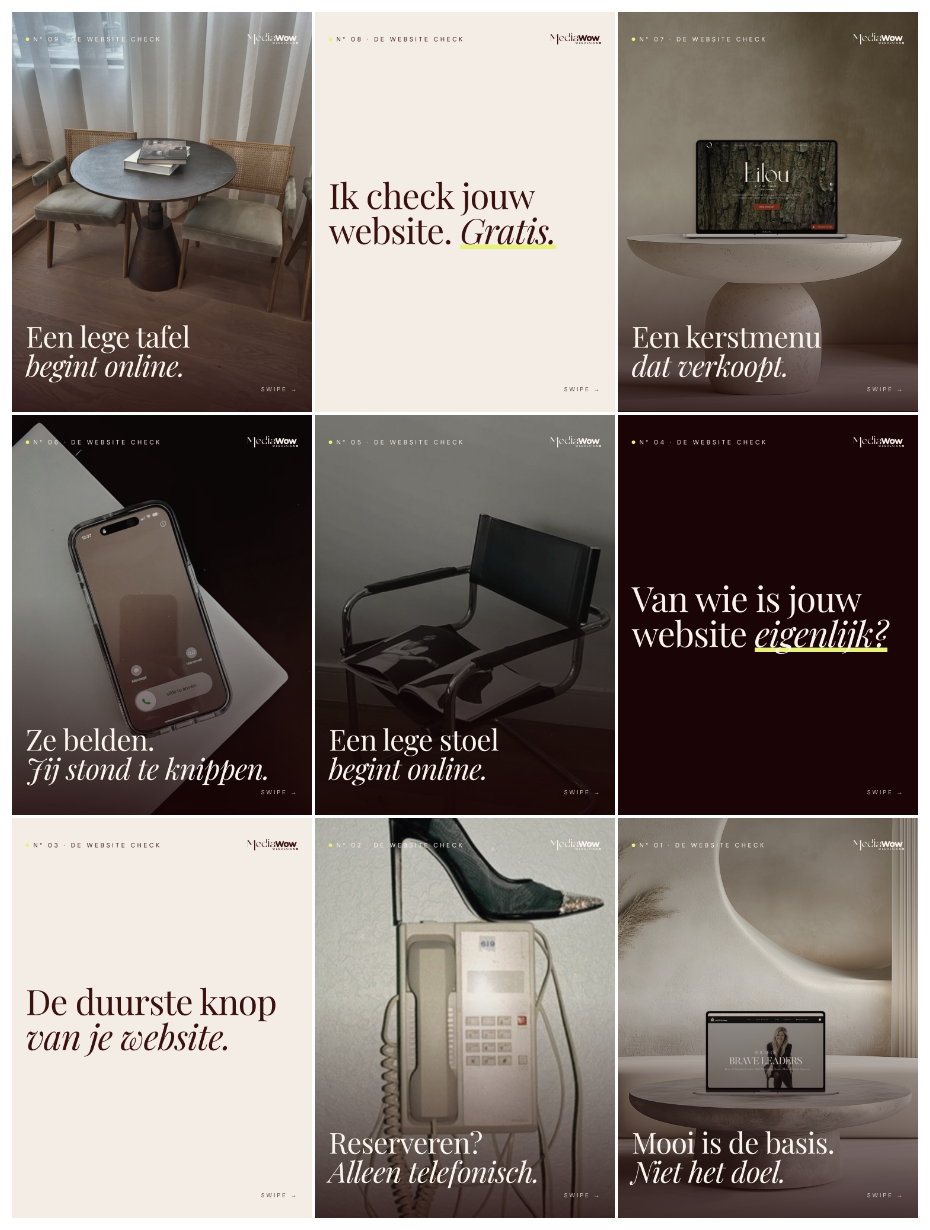 N° 09 · DE WEBSITE CHECK
MediaWow
Een lege tafel
begint online.
SWIPE →
N° 08 · DE WEBSITE CHECK
MediaWow
Ik check jouw
website. Gratis.
SWIPE →
N° 07 · DE WEBSITE CHECK
MediaWow
Lilou
Een kerstmenu
dat verkoopt.
SWIPE →
N° 06 · DE WEBSITE CHECK
MediaWow
Ze belden.
Jij stond te knippen.
SWIPE →
N° 05 · DE WEBSITE CHECK
MediaWow
Een lege stoel
begint online.
SWIPE →
N° 04 · DE WEBSITE CHECK
MediaWow
Van wie is jouw
website eigenlijk?
SWIPE →
N° 03 · DE WEBSITE CHECK
MediaWow
De duurste knop
van je website.
SWIPE →
N° 02 · DE WEBSITE CHECK
MediaWow
619
Reserveren?
Alleen telefonisch.
SWIPE →
N° 01 · DE WEBSITE CHECK
MediaWow
BRAVE LEADERS
Mooi is de basis.
Niet het doel.
SWIPE →